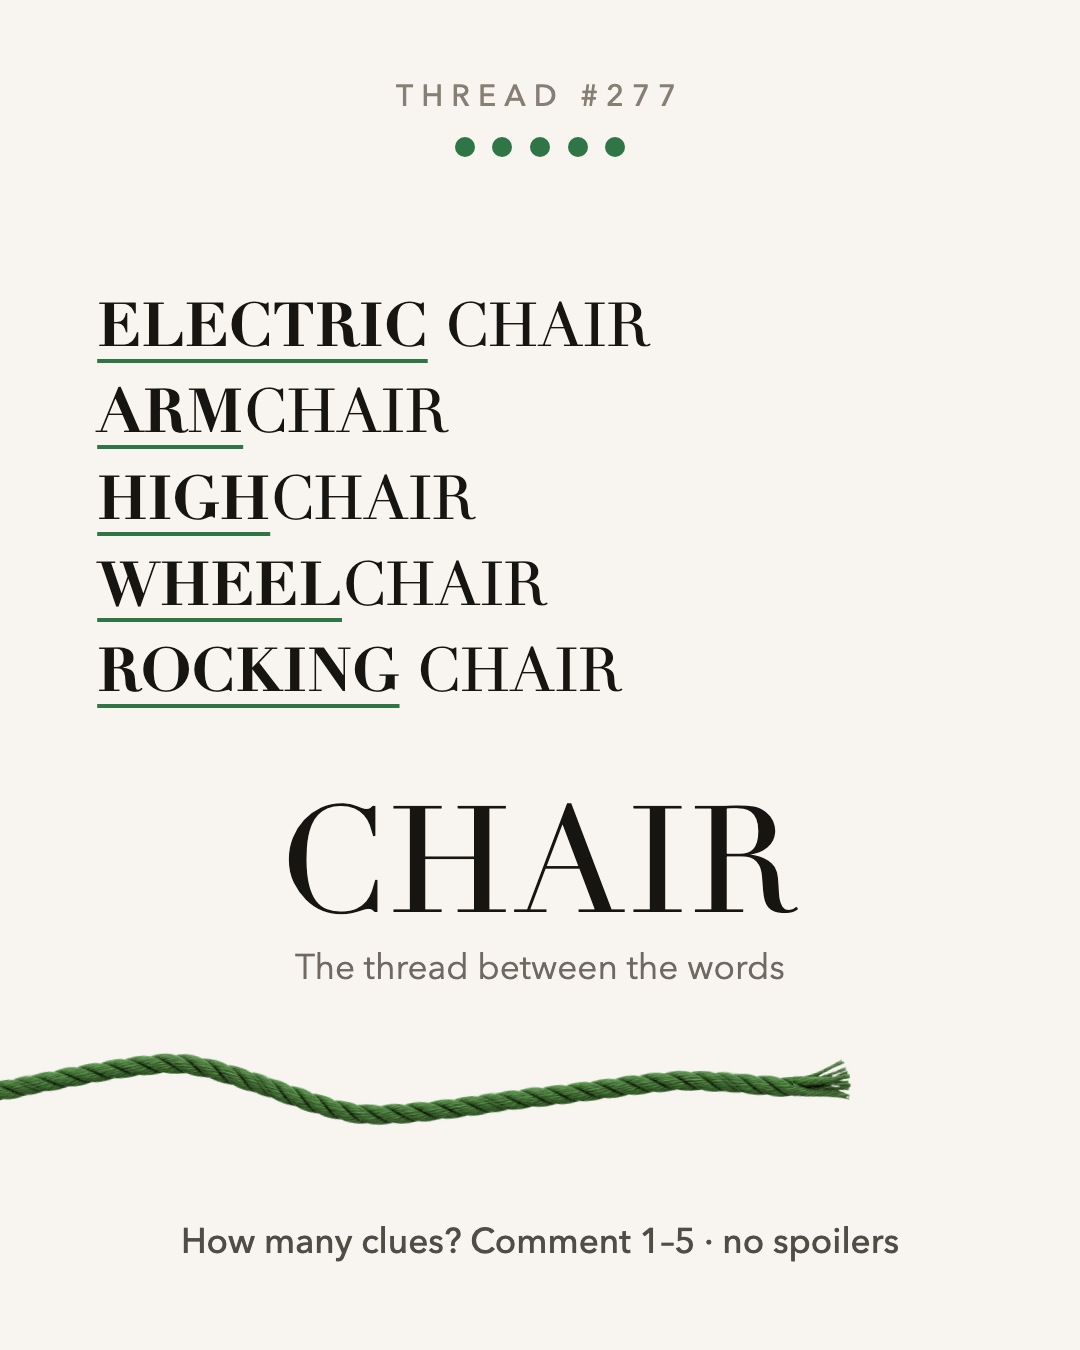 THREAD #277
ELECTRIC CHAIR
ARMCHAIR
HIGHCHAIR
WHEELCHAIR
ROCKING CHAIR
CHAIR
The thread between the words
How many clues? Comment 1–5 · no spoilers